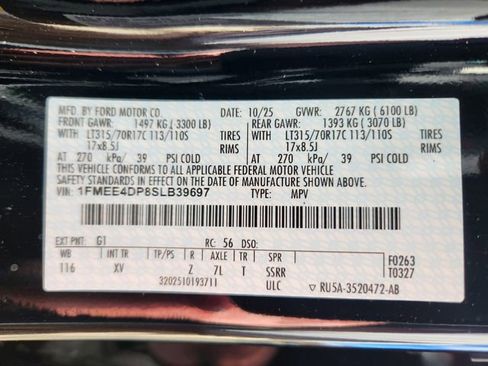 MFD. BY FORD MOTOR CO. 10/25 GVWR: 2767 KG ( 6100 LB)
FRONT GAWR: 1497 KG ( 3300 LB) REAR GAWR: 1393 KG ( 3070 LB)
WITH LT315/70R17C 113/110S TIRES WITH LT315/70R17C 113/110S TIRES
17x8.5J RIMS 17x8.5J RIMS
AT 270 kPa/ 39 PSI COLD AT 270 kPa/ 39 PSI COLD
THIS VEHICLE CONFORMS TO ALL APPLICABLE FEDERAL MOTOR VEHICLE
SAFETY STANDARDS IN EFFECT ON THE DATE OF MANUFACTURE SHOWN ABOVE.
VIN: 1FMEE4DP8SLB39697 TYPE: MPV
EXT PNT: G1 RC: 56 DSO:
WB INT TR TP/PS R AXLE TR SPR F0263
116 XV Z 7L T SSRR T0327
3202510193711 ULC ▽ RU5A-3520472-AB